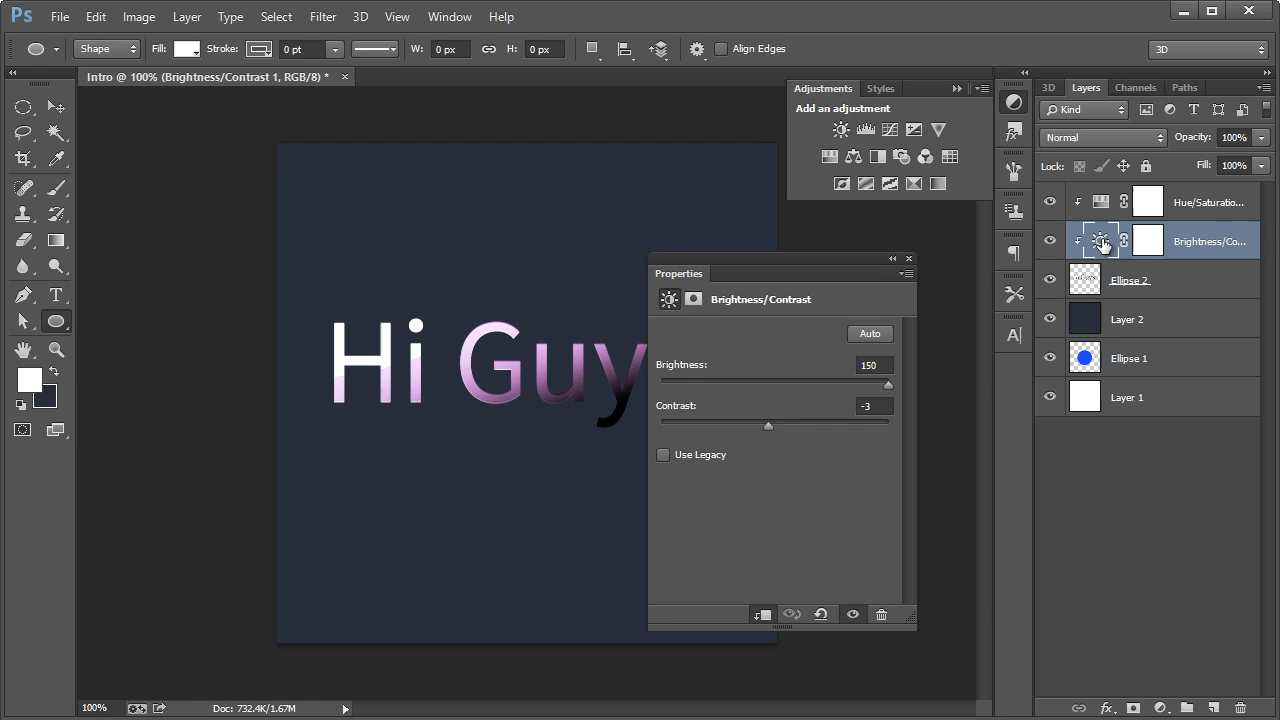 Ps File Edit Image Layer Type Select Filter 3D View Window Help
Shape Fill: Stroke: 0 pt W: 0 px H: 0 px Align Edges 3D
Intro @ 100% (Brightness/Contrast 1, RGB/8) * ×
Adjustments Styles
Add an adjustment
3D Layers Channels Paths
Kind
Normal Opacity: 100%
Lock: Fill: 100%
Hue/Saturatio...
Brightness/Co...
Ellipse 2
Layer 2
Ellipse 1
Layer 1
Hi Guy
Properties
Brightness/Contrast
Auto
Brightness: 150
Contrast: -3
Use Legacy
100% Doc: 732.4K/1.67M